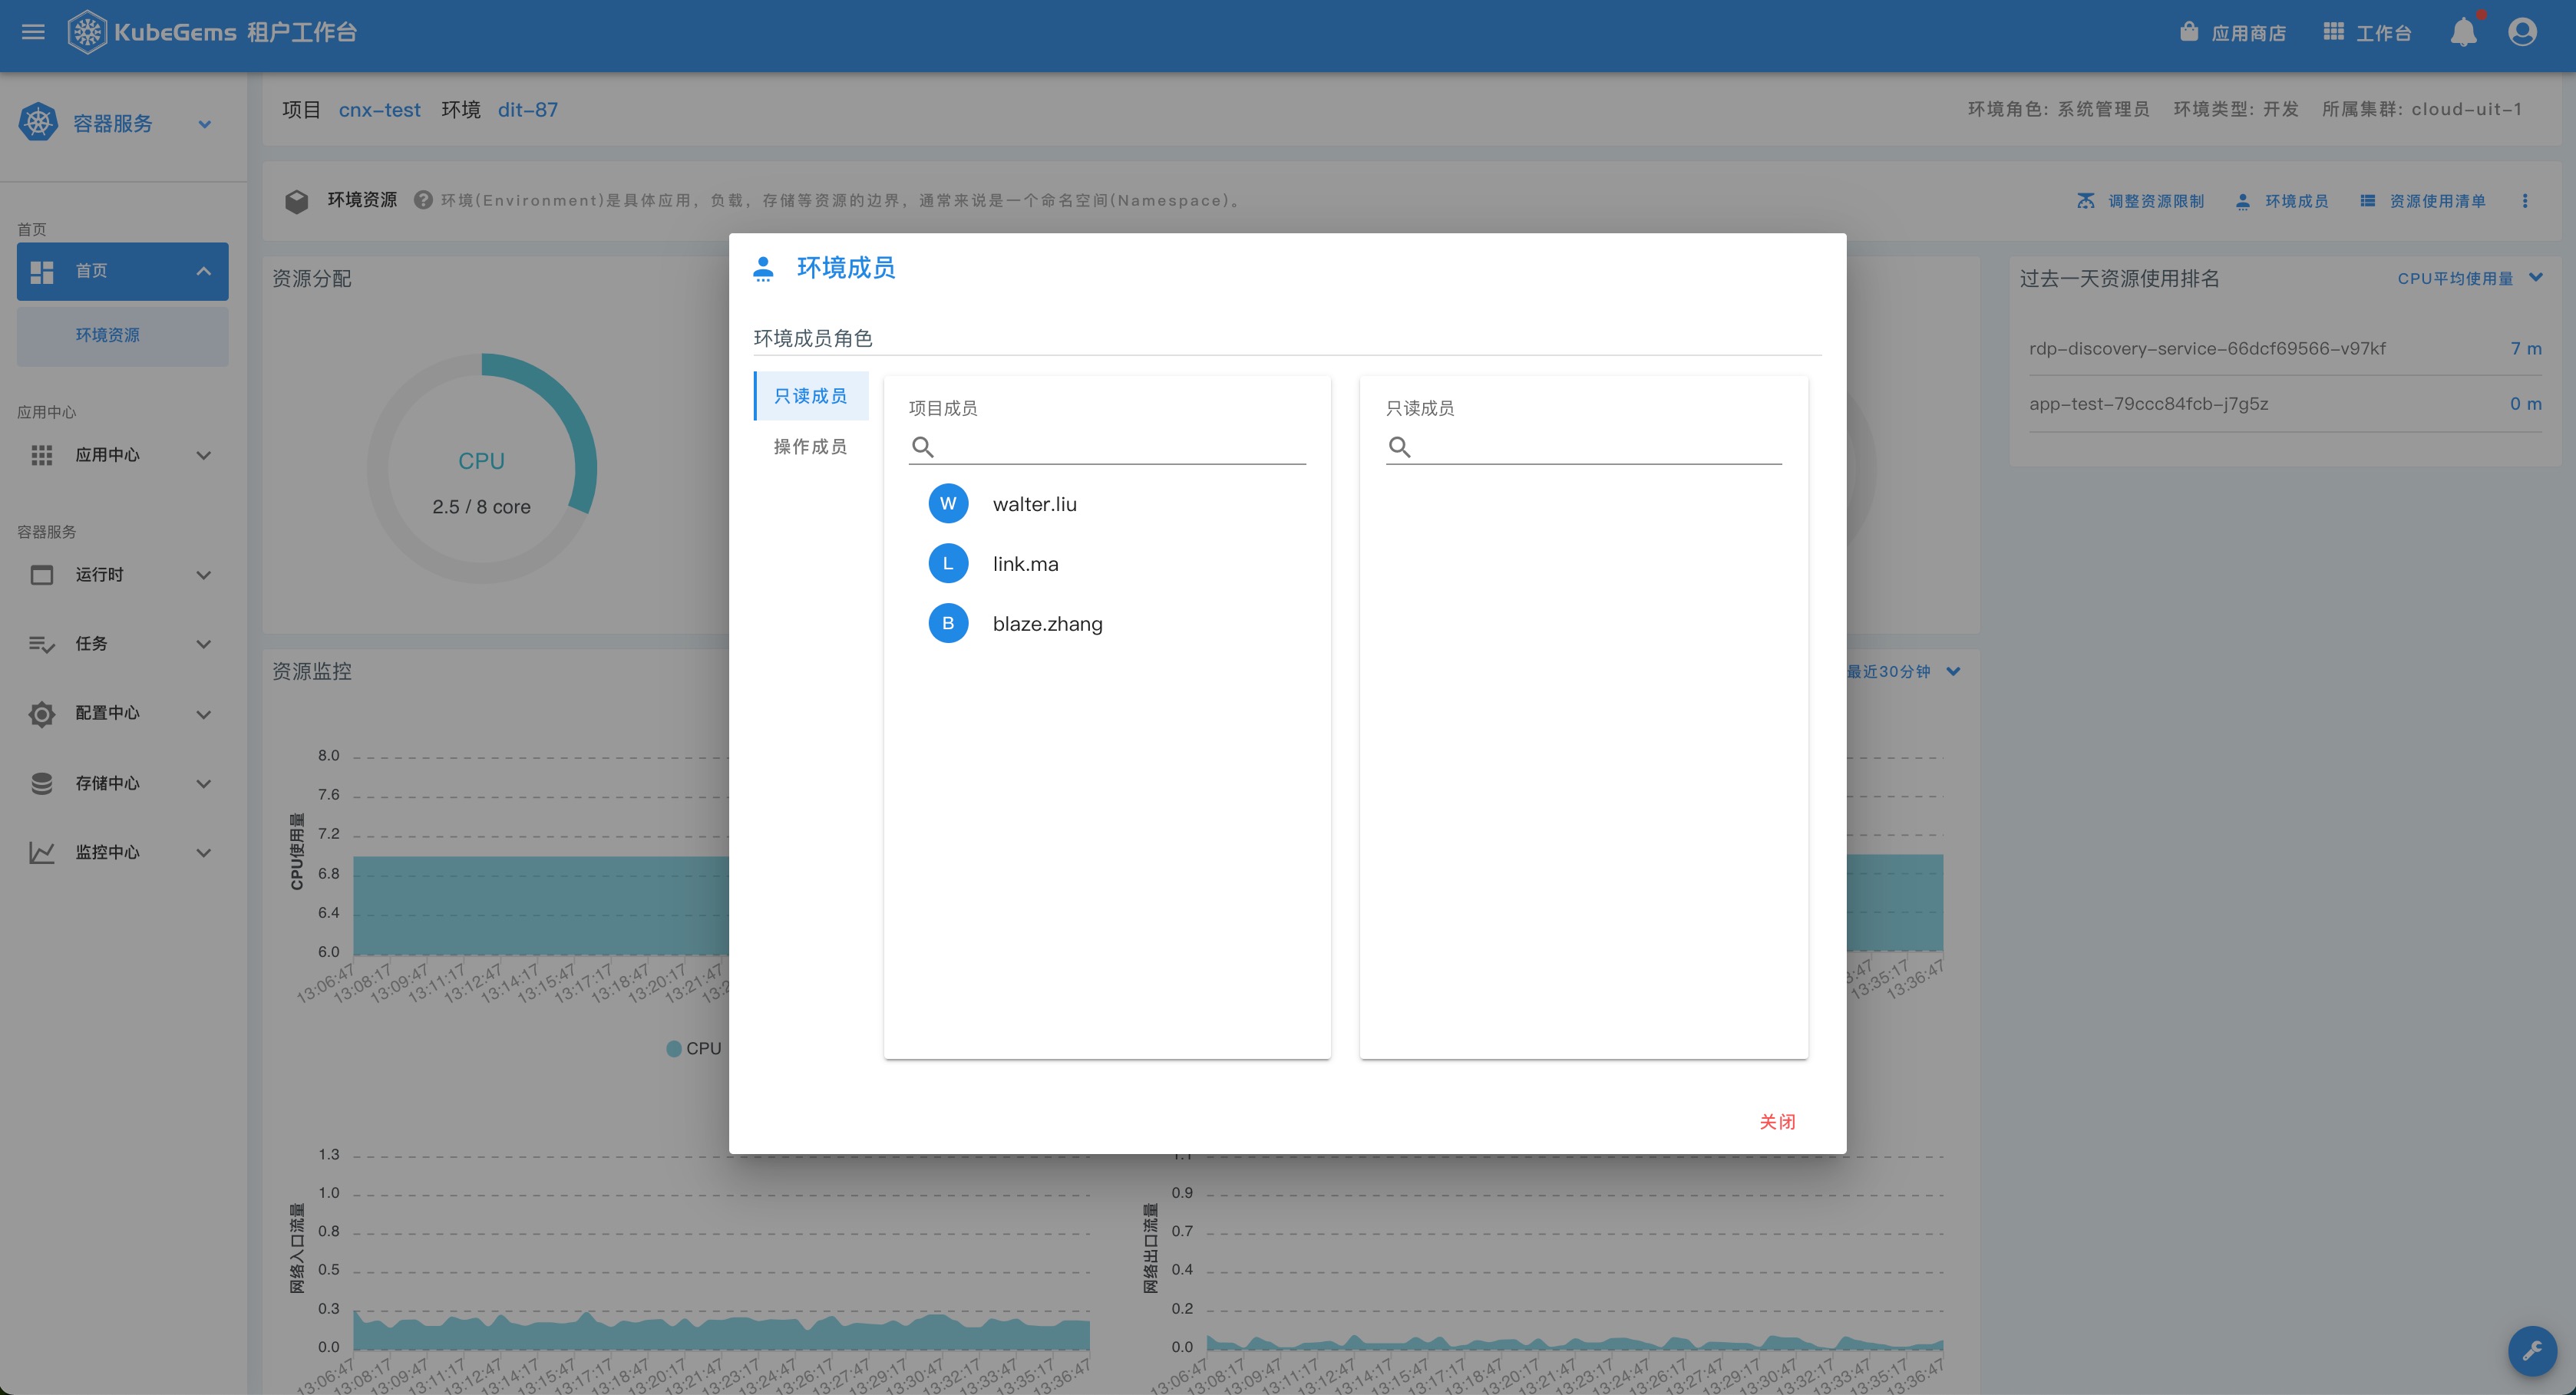 KubeGems 租户工作台
应用商店
工作台
容器服务
项目 cnx-test 环境 dit-87
环境角色: 系统管理员 环境类型: 开发 所属集群: cloud-uit-1
环境资源 环境(Environment)是具体应用，负载，存储等资源的边界，通常来说是一个命名空间(Namespace)。
调整资源限制 环境成员 资源使用清单
首页
首页
环境资源
应用中心
应用中心
容器服务
运行时
任务
配置中心
存储中心
监控中心
资源分配
CPU
2.5 / 8 core
过去一天资源使用排名 CPU平均使用量
rdp-discovery-service-66dcf69566-v97kf 7 m
app-test-79ccc84fcb-j7g5z 0 m
环境成员
环境成员角色
只读成员
操作成员
项目成员
W walter.liu
L link.ma
B blaze.zhang
只读成员
关闭
资源监控
最近30分钟
CPU使用量
8.0
7.6
7.2
6.8
6.4
6.0
13:06:47 13:08:17 13:09:47 13:11:17 13:12:47 13:14:17 13:15:47 13:17:17 13:18:47 13:20:17 13:21:47
13:35:17 13:36:47
CPU
网络入口流量
1.3
1.0
0.8
0.5
0.3
0.0
13:06:47 13:08:17 13:09:47 13:11:17 13:12:47 13:14:17 13:15:47 13:17:17 13:18:47 13:20:17 13:21:47 13:23:17 13:24:47 13:26:17 13:27:47 13:29:17 13:30:47 13:32:17 13:33:47 13:35:17 13:36:47
网络出口流量
0.9
0.7
0.4
0.2
0.0
13:06:47 13:08:17 13:09:47 13:11:17 13:12:47 13:14:17 13:15:47 13:17:17 13:18:47 13:20:17 13:21:47 13:23:17 13:24:47 13:26:17 13:27:47 13:29:17 13:30:47 13:32:17 13:33:47 13:35:17 13:36:47